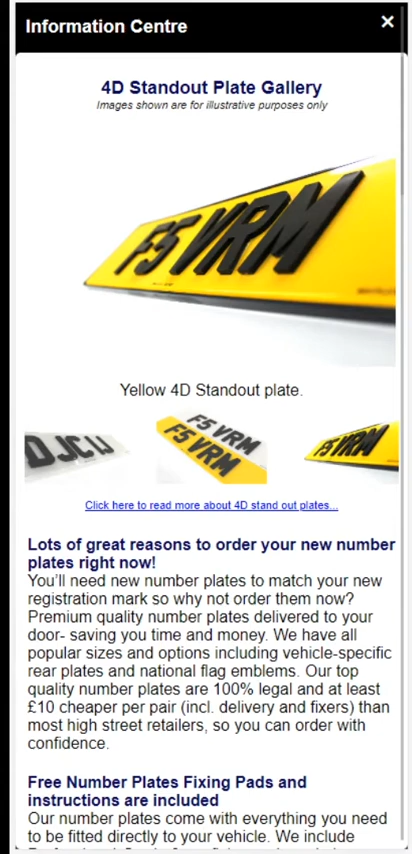 Information Centre ×
4D Standout Plate Gallery
Images shown are for illustrative purposes only
F5 VRM
Yellow 4D Standout plate.
DJC IJ
F5 VRM
F5 VRM
F5 VRM
Click here to read more about 4D stand out plates...
Lots of great reasons to order your new number
plates right now!
You'll need new number plates to match your new
registration mark so why not order them now?
Premium quality number plates delivered to your
door- saving you time and money. We have all
popular sizes and options including vehicle-specific
rear plates and national flag emblems. Our top
quality number plates are 100% legal and at least
£10 cheaper per pair (incl. delivery and fixers) than
most high street retailers, so you can order with
confidence.
Free Number Plates Fixing Pads and
instructions are included
Our number plates come with everything you need
to be fitted directly to your vehicle. We include